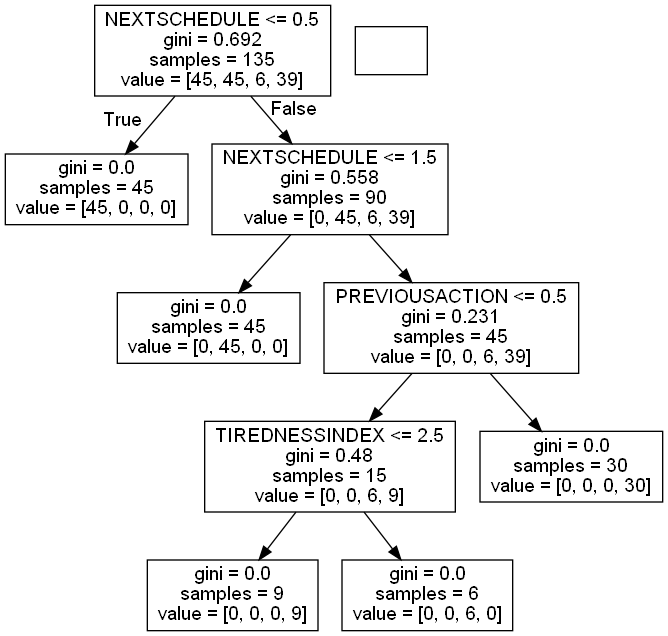 NEXTSCHEDULE <= 0.5
gini = 0.692
samples = 135
value = [45, 45, 6, 39]
True
False
gini = 0.0
samples = 45
value = [45, 0, 0, 0]
NEXTSCHEDULE <= 1.5
gini = 0.558
samples = 90
value = [0, 45, 6, 39]
gini = 0.0
samples = 45
value = [0, 45, 0, 0]
PREVIOUSACTION <= 0.5
gini = 0.231
samples = 45
value = [0, 0, 6, 39]
TIREDNESSINDEX <= 2.5
gini = 0.48
samples = 15
value = [0, 0, 6, 9]
gini = 0.0
samples = 30
value = [0, 0, 0, 30]
gini = 0.0
samples = 9
value = [0, 0, 0, 9]
gini = 0.0
samples = 6
value = [0, 0, 6, 0]